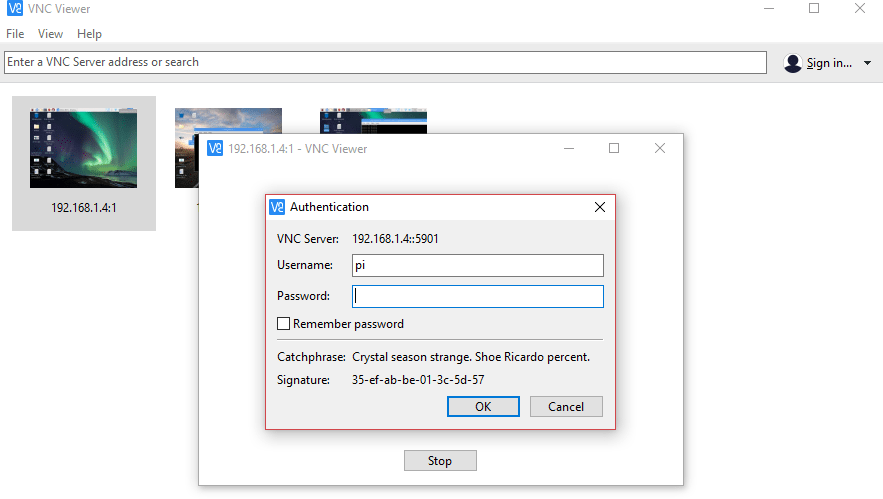 VNC Viewer
File View Help
Enter a VNC Server address or search
Sign in...
192.168.1.4:1
192.168.1.4:1 - VNC Viewer
Authentication
VNC Server: 192.168.1.4::5901
Username: pi
Password:
Remember password
Catchphrase: Crystal season strange. Shoe Ricardo percent.
Signature: 35-ef-ab-be-01-3c-5d-57
OK Cancel
Stop